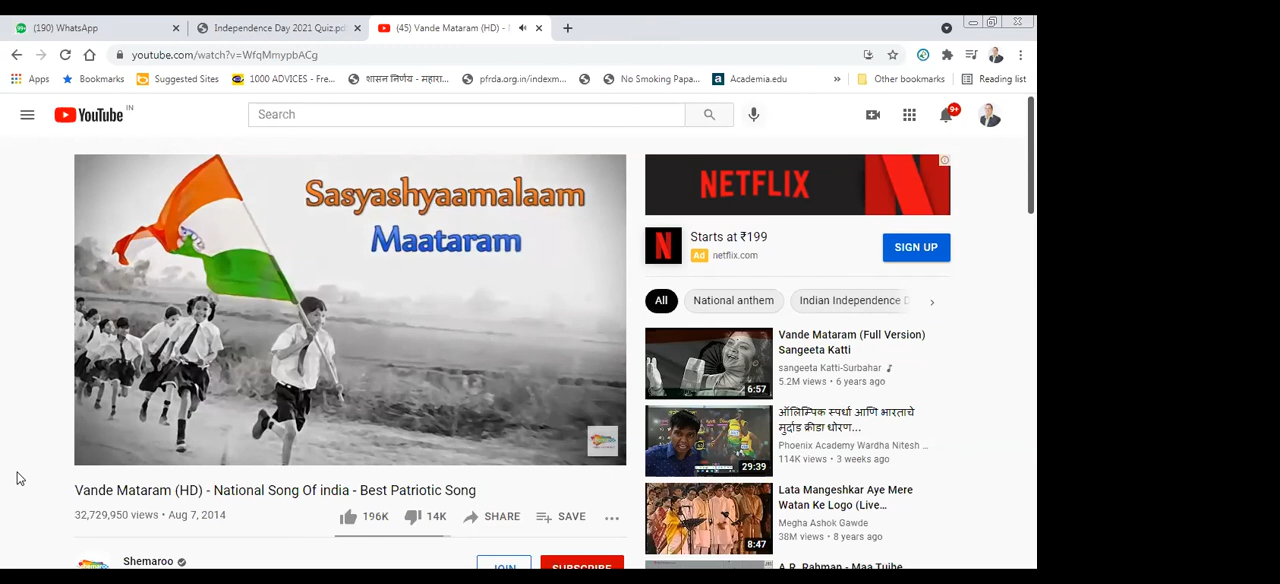 (190) WhatsApp
Independence Day 2021 Quiz.pd
(45) Vande Mataram (HD) - 
youtube.com/watch?v=WfqMmypbACg
Apps
Bookmarks
Suggested Sites
1000 ADVICES - Fre...
शासन निर्णय - महारा...
pfrda.org.in/indexm...
No Smoking Papa...
Academia.edu
»
Other bookmarks
Reading list
YouTube IN
Search
9+
Sasyashyaamalaam
Maataram
NETFLIX
N
Starts at ₹199
Ad netflix.com
SIGN UP
All
National anthem
Indian Independence D
Vande Mataram (Full Version)
Sangeeta Katti
sangeeta Katti-Surbahar
5.2M views • 6 years ago
6:57
ऑलिम्पिक स्पर्धा आणि भारताचे
मुर्दाड क्रीडा धोरण...
Phoenix Academy Wardha Nitesh ...
114K views • 3 weeks ago
29:39
Lata Mangeshkar Aye Mere
Watan Ke Logo (Live...
Megha Ashok Gawde
38M views • 8 years ago
8:47
A.R. Rahman - Maa Tujhe
Vande Mataram (HD) - National Song Of india - Best Patriotic Song
32,729,950 views • Aug 7, 2014
196K
14K
SHARE
SAVE
Shemaroo
JOIN
SUBSCRIBE